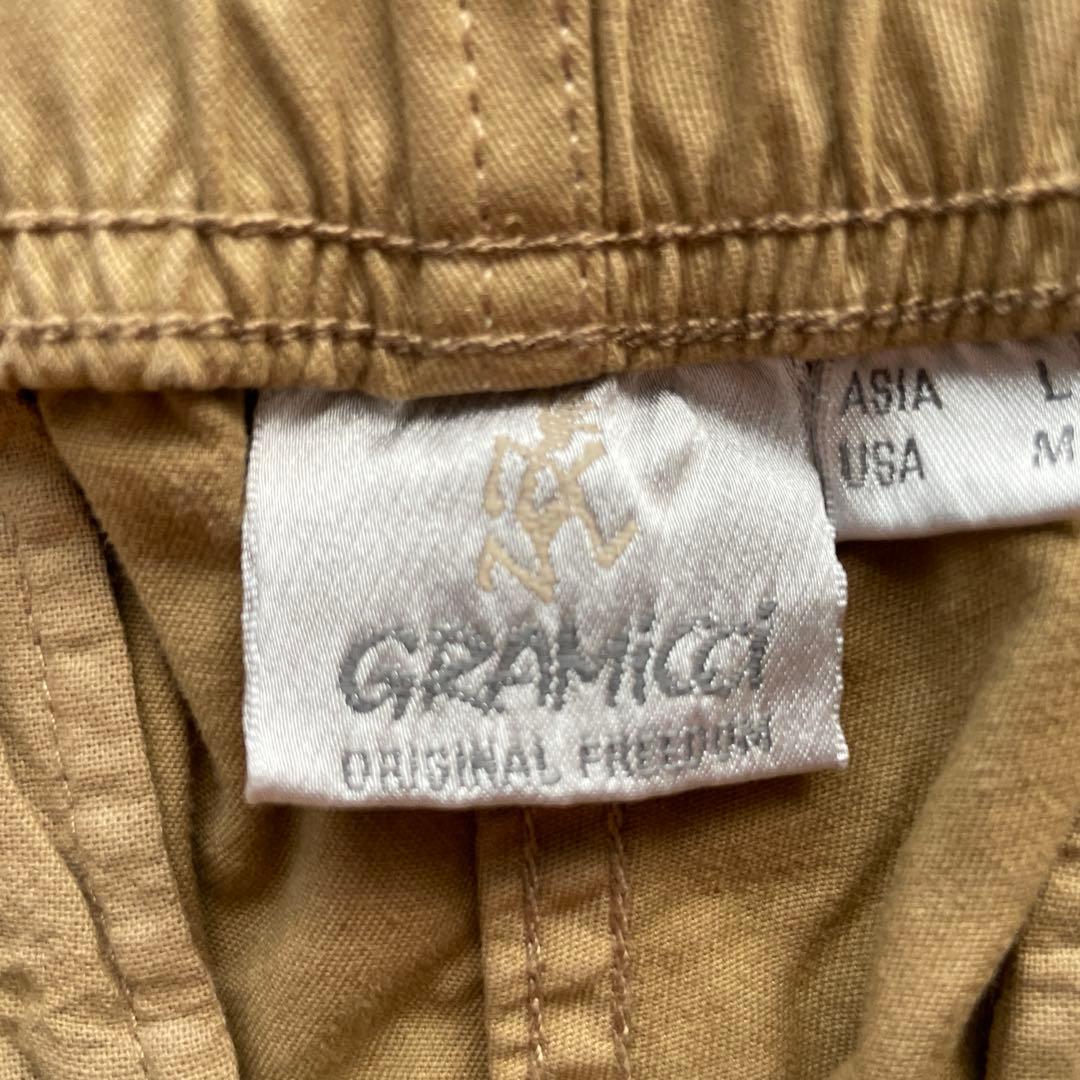 GRAMiCCi
ORIGINAL FREEDOM
ASIA L
USA M